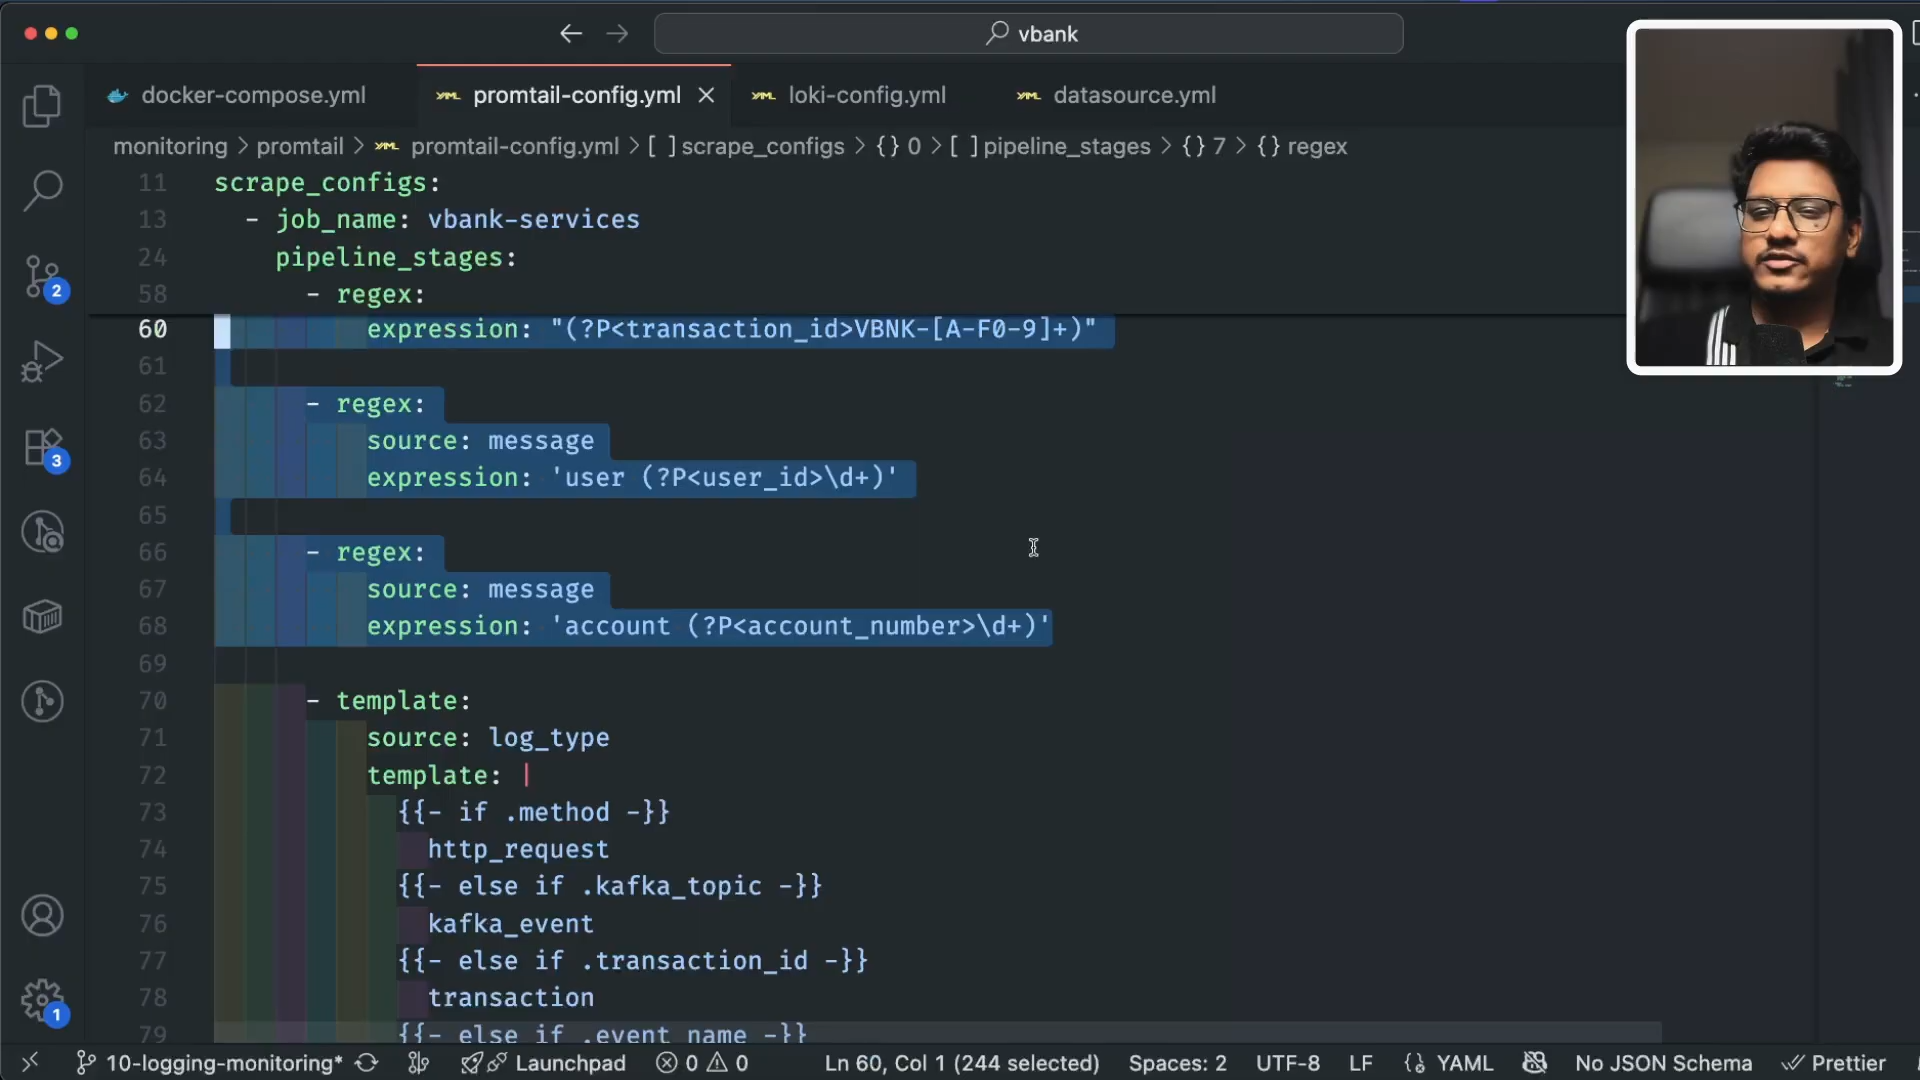 vbank
docker-compose.yml
promtail-config.yml
loki-config.yml
datasource.yml
monitoring > promtail > promtail-config.yml > [ ] scrape_configs > {} 0 > [ ] pipeline_stages > {} 7 > {} regex
11 scrape_configs:
13 - job_name: vbank-services
24 pipeline_stages:
58 - regex:
60 expression: "(?P<transaction_id>VBNK-[A-F0-9]+)"
61
62 - regex:
63 source: message
64 expression: 'user (?P<user_id>\d+)'
65
66 - regex:
67 source: message
68 expression: 'account (?P<account_number>\d+)'
69
70 - template:
71 source: log_type
72 template: |
73 {{- if .method -}}
74 http_request
75 {{- else if .kafka_topic -}}
76 kafka_event
77 {{- else if .transaction_id -}}
78 transaction
79 {{- else if .event_name -}}
2
3
1
10-logging-monitoring* Launchpad 0 0 Ln 60, Col 1 (244 selected) Spaces: 2 UTF-8 LF {} YAML No JSON Schema Prettier